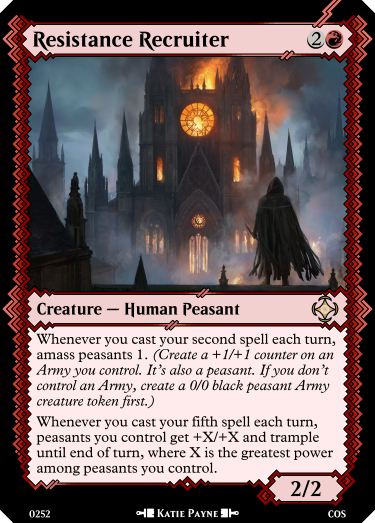 Resistance Recruiter 2
Creature — Human Peasant
Whenever you cast your second spell each turn,
amass peasants 1. (Create a +1/+1 counter on an
Army you control. It's also a peasant. If you don't
control an Army, create a 0/0 black peasant Army
creature token first.)
Whenever you cast your fifth spell each turn,
peasants you control get +X/+X and trample
until end of turn, where X is the greatest power
among peasants you control.
2/2
0252 Katie Payne COS